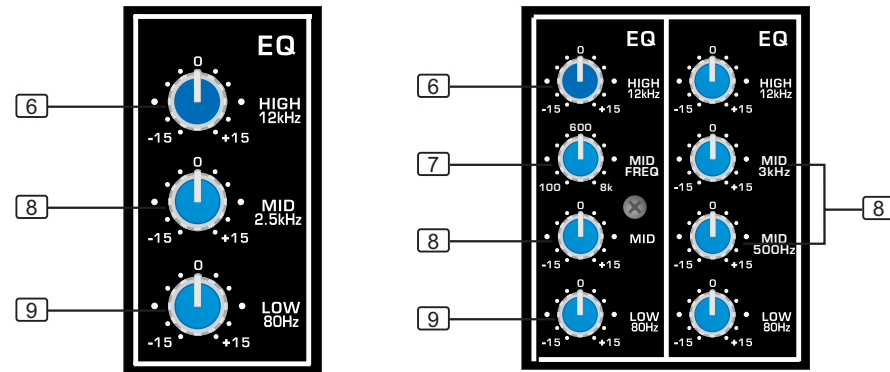 EQ
0
6
HIGH
12kHz
-15 +15
0
8
MID
2.5kHz
-15 +15
0
9
LOW
80Hz
-15 +15
EQ
0
6
HIGH
12kHz
-15 +15
600
7
MID
FREQ
100 8k
0
8
MID
-15 +15
0
9
LOW
80Hz
-15 +15
EQ
0
HIGH
12kHz
-15 +15
0
MID
3kHz
-15 +15
8
0
MID
500Hz
-15 +15
0
LOW
80Hz
-15 +15